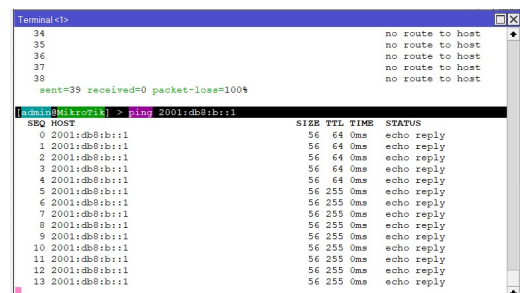 Terminal <1>
34 no route to host
35 no route to host
36 no route to host
37 no route to host
38 no route to host
sent=39 received=0 packet-loss=100%
[admin@MikroTik] > ping 2001:db8:b::1
SEQ HOST SIZE TTL TIME STATUS
0 2001:db8:b::1 56 64 0ms echo reply
1 2001:db8:b::1 56 64 0ms echo reply
2 2001:db8:b::1 56 64 0ms echo reply
3 2001:db8:b::1 56 64 0ms echo reply
4 2001:db8:b::1 56 64 0ms echo reply
5 2001:db8:b::1 56 255 0ms echo reply
6 2001:db8:b::1 56 255 0ms echo reply
7 2001:db8:b::1 56 255 0ms echo reply
8 2001:db8:b::1 56 255 0ms echo reply
9 2001:db8:b::1 56 255 0ms echo reply
10 2001:db8:b::1 56 255 0ms echo reply
11 2001:db8:b::1 56 255 0ms echo reply
12 2001:db8:b::1 56 255 0ms echo reply
13 2001:db8:b::1 56 255 0ms echo reply